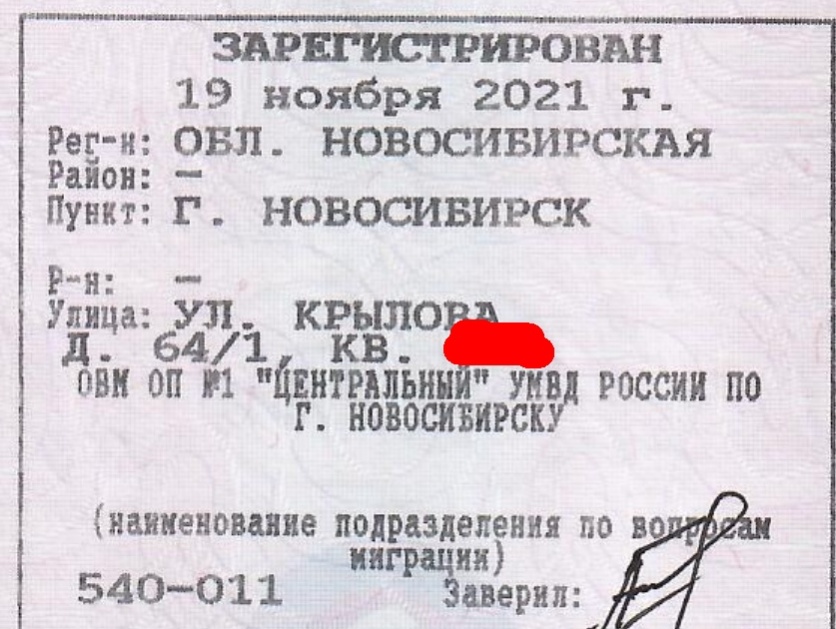 ЗАРЕГИСТРИРОВАН
19 ноября 2021 г.
Рег-н: ОБЛ. НОВОСИБИРСКАЯ
Район: –
Пункт: Г. НОВОСИБИРСК
Р-н: –
Улица: УЛ. КРЫЛОВА
Д. 64/1, КВ.
ОВМ ОП №1 "ЦЕНТРАЛЬНЫЙ" УМВД РОССИИ ПО
Г. НОВОСИБИРСКУ
(наименование подразделения по вопросам
миграции)
540-011 Заверил: